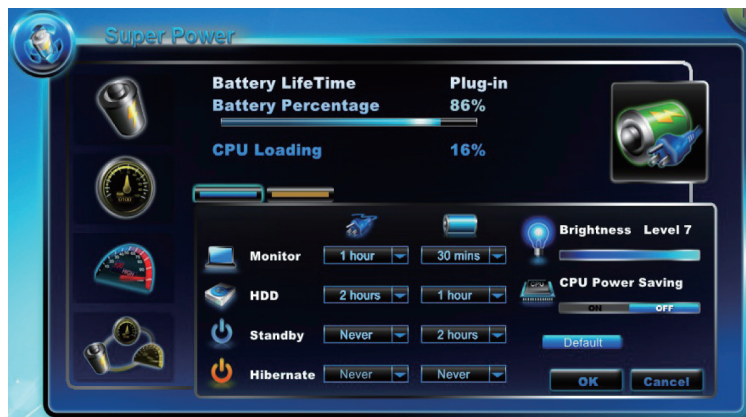 Super Power
Battery LifeTime Plug-in
Battery Percentage 86%
CPU Loading 16%
Brightness Level 7
Monitor 1 hour 30 mins
CPU Power Saving
HDD 2 hours 1 hour
ON OFF
Standby Never 2 hours
Default
Hibernate Never Never
OK Cancel